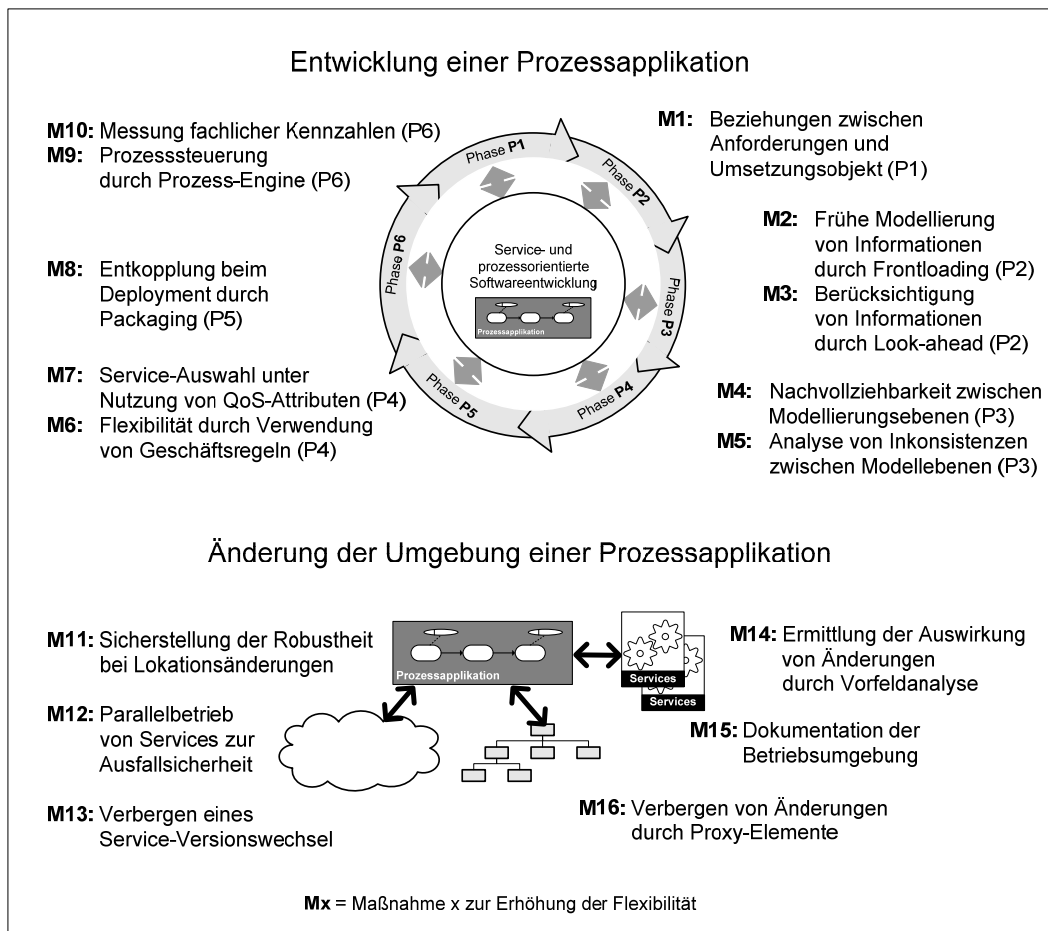 Entwicklung einer Prozessapplikation
M10: Messung fachlicher Kennzahlen (P6)
M9: Prozesssteuerung
durch Prozess-Engine (P6)
M8: Entkopplung beim
Deployment durch
Packaging (P5)
M7: Service-Auswahl unter
Nutzung von QoS-Attributen (P4)
M6: Flexibilität durch Verwendung
von Geschäftsregeln (P4)
Phase P1
Phase P2
Phase P3
Phase P4
Phase P5
Phase P6
Service- und
prozessorientierte
Softwareentwicklung
Prozessapplikation
M1: Beziehungen zwischen
Anforderungen und
Umsetzungsobjekt (P1)
M2: Frühe Modellierung
von Informationen
durch Frontloading (P2)
M3: Berücksichtigung
von Informationen
durch Look-ahead (P2)
M4: Nachvollziehbarkeit zwischen
Modellierungsebenen (P3)
M5: Analyse von Inkonsistenzen
zwischen Modellebenen (P3)
Änderung der Umgebung einer Prozessapplikation
M11: Sicherstellung der Robustheit
bei Lokationsänderungen
M12: Parallelbetrieb
von Services zur
Ausfallsicherheit
M13: Verbergen eines
Service-Versionswechsel
Prozessapplikation
Services
Services
M14: Ermittlung der Auswirkung
von Änderungen
durch Vorfeldanalyse
M15: Dokumentation der
Betriebsumgebung
M16: Verbergen von Änderungen
durch Proxy-Elemente
Mx = Maßnahme x zur Erhöhung der Flexibilität